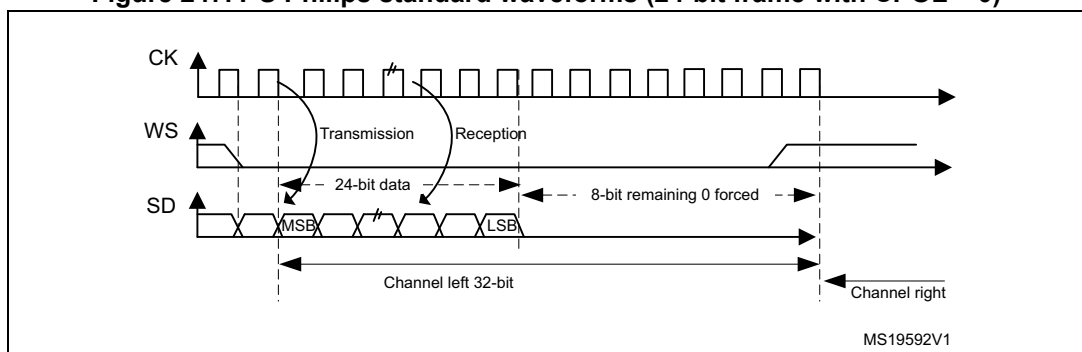 CK
WS
Transmission
Reception
24-bit data
8-bit remaining 0 forced
SD
MSB
LSB
Channel left 32-bit
Channel right
MS19592V1